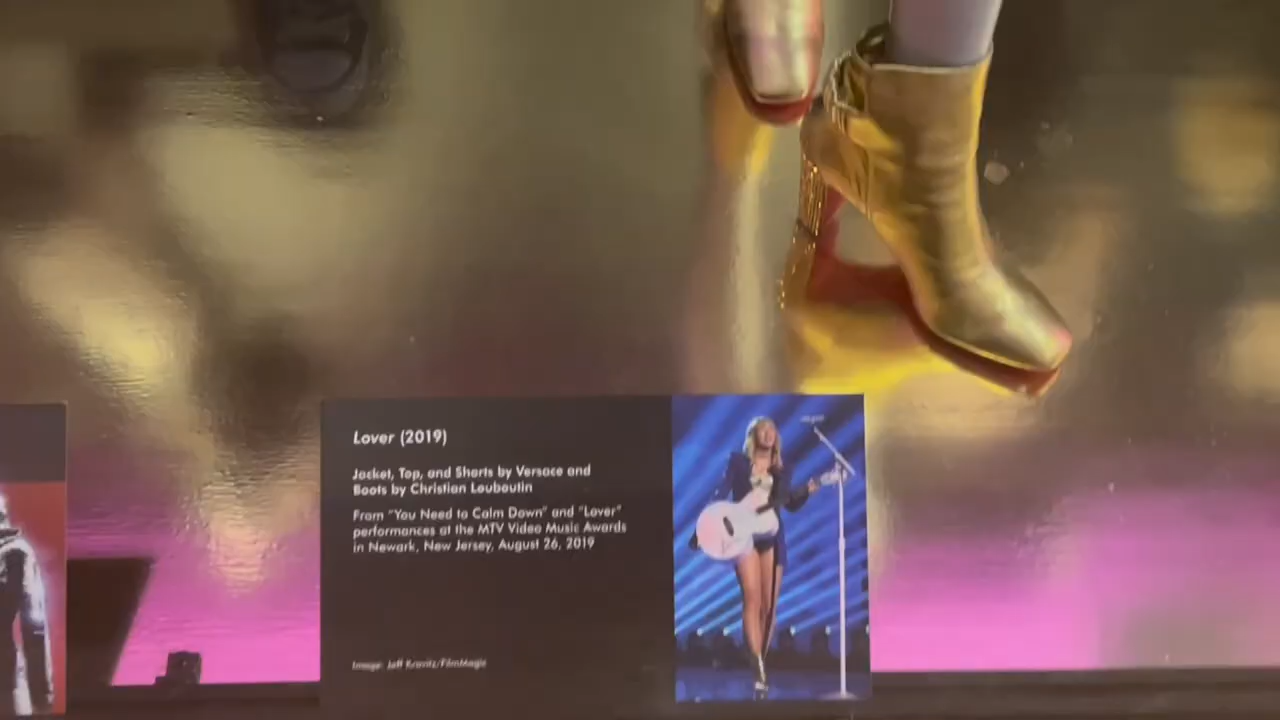 Lover (2019)
Jacket, Top, and Shorts by Versace and
Boots by Christian Louboutin
From "You Need to Calm Down" and "Lover"
performances at the MTV Video Music Awards
in Newark, New Jersey, August 26, 2019
Image: Jeff Kravitz/FilmMagic